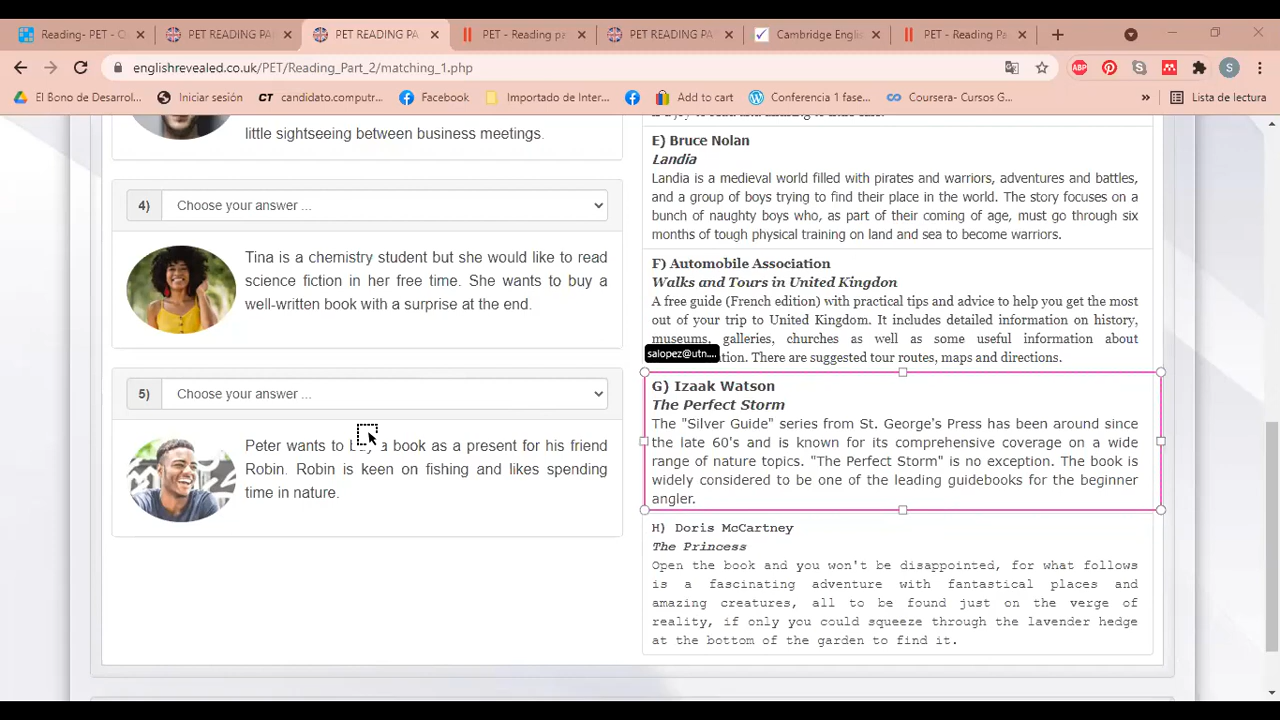 Reading- PET - C
PET READING PA
PET READING PA
PET - Reading pa
PET READING PA
Cambridge Engli
PET - Reading Pa
englishrevealed.co.uk/PET/Reading_Part_2/matching_1.php
ABP
S
El Bono de Desarrol...
Iniciar sesión
CT candidato.computr...
Facebook
Importado de Inter...
Add to cart
Conferencia 1 fase...
Coursera- Cursos G...
»
Lista de lectura
little sightseeing between business meetings.
4) Choose your answer ...
Tina is a chemistry student but she would like to read
science fiction in her free time. She wants to buy a
well-written book with a surprise at the end.
5) Choose your answer ...
Peter wants to buy a book as a present for his friend
Robin. Robin is keen on fishing and likes spending
time in nature.
E) Bruce Nolan
Landia
Landia is a medieval world filled with pirates and warriors, adventures and battles,
and a group of boys trying to find their place in the world. The story focuses on a
bunch of naughty boys who, as part of their coming of age, must go through six
months of tough physical training on land and sea to become warriors.
F) Automobile Association
Walks and Tours in United Kingdon
A free guide (French edition) with practical tips and advice to help you get the most
out of your trip to United Kingdom. It includes detailed information on history,
museums, galleries, churches as well as some useful information about
salopez@utn....
tion. There are suggested tour routes, maps and directions.
G) Izaak Watson
The Perfect Storm
The "Silver Guide" series from St. George's Press has been around since
the late 60's and is known for its comprehensive coverage on a wide
range of nature topics. "The Perfect Storm" is no exception. The book is
widely considered to be one of the leading guidebooks for the beginner
angler.
H) Doris McCartney
The Princess
Open the book and you won't be disappointed, for what follows
is a fascinating adventure with fantastical places and
amazing creatures, all to be found just on the verge of
reality, if only you could squeeze through the lavender hedge
at the bottom of the garden to find it.